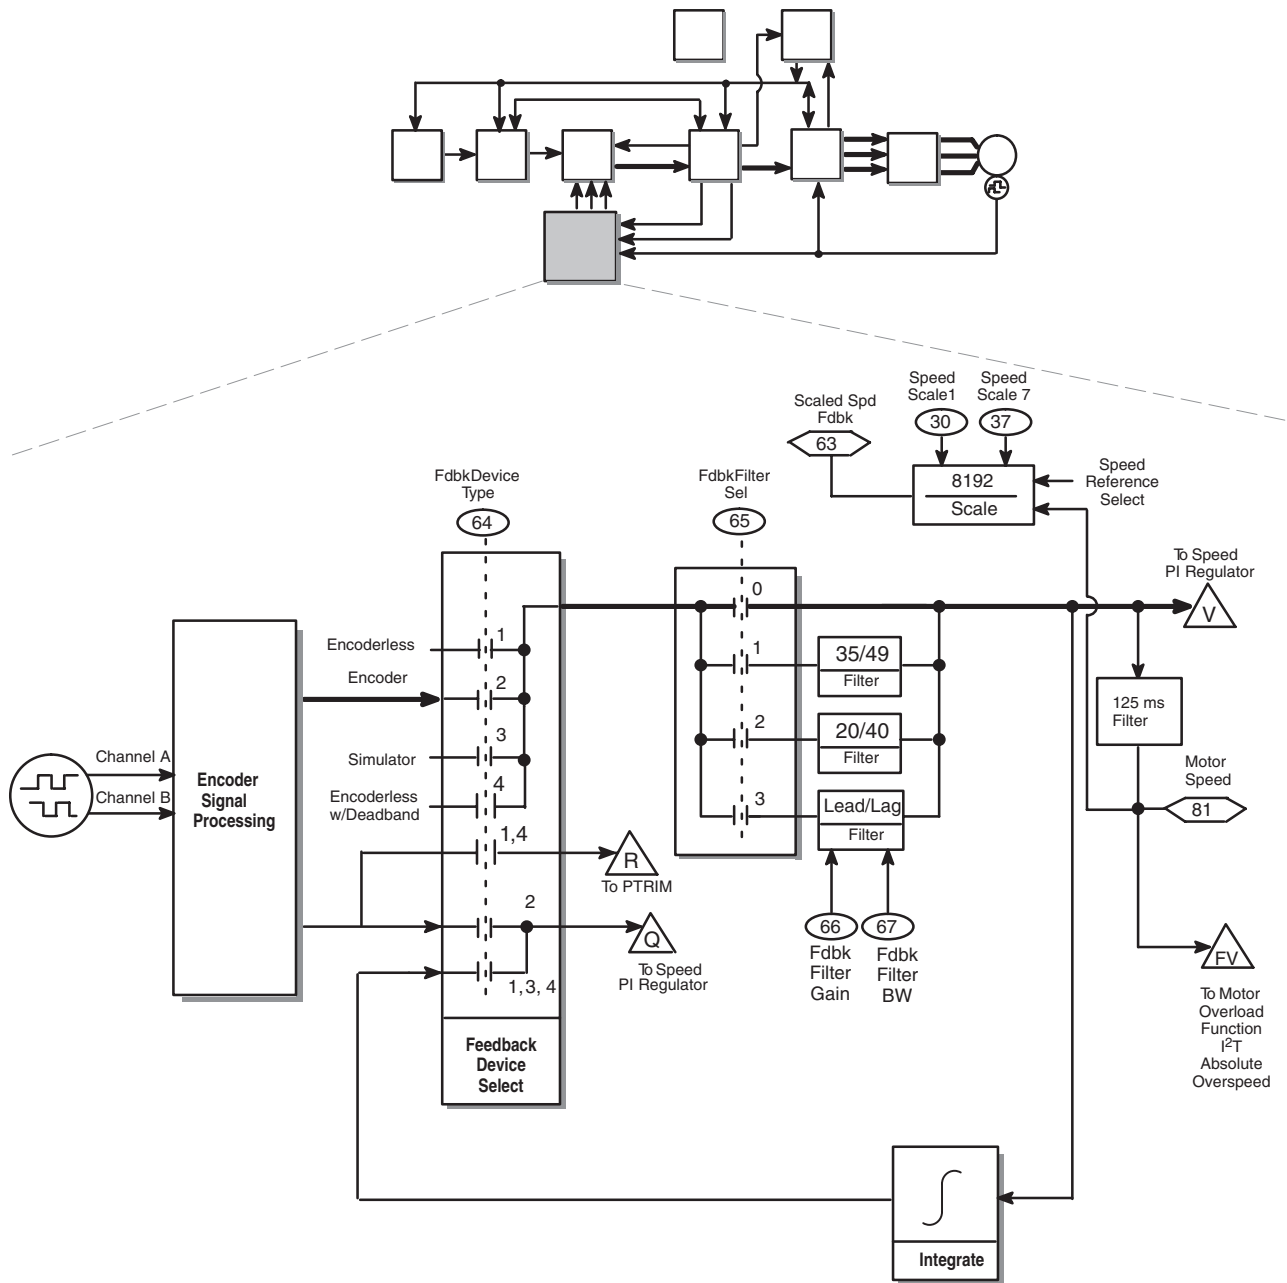 Scaled Spd
Fdbk
63
Speed
Scale1
30
Speed
Scale 7
37
8192
Scale
Speed
Reference
Select
FdbkDevice
Type
64
FdbkFilter
Sel
65
To Speed
PI Regulator
V
Encoderless
1
Encoder
2
Simulator
3
Encoderless
w/Deadband
4
1,4
R
To PTRIM
2
Q
To Speed
PI Regulator
1, 3, 4
Feedback
Device
Select
Channel A
Channel B
Encoder
Signal
Processing
0
1
35/49
Filter
2
20/40
Filter
3
Lead/Lag
Filter
66
Fdbk
Filter
Gain
67
Fdbk
Filter
BW
125 ms
Filter
Motor
Speed
81
FV
To Motor
Overload
Function
I2T
Absolute
Overspeed
Integrate